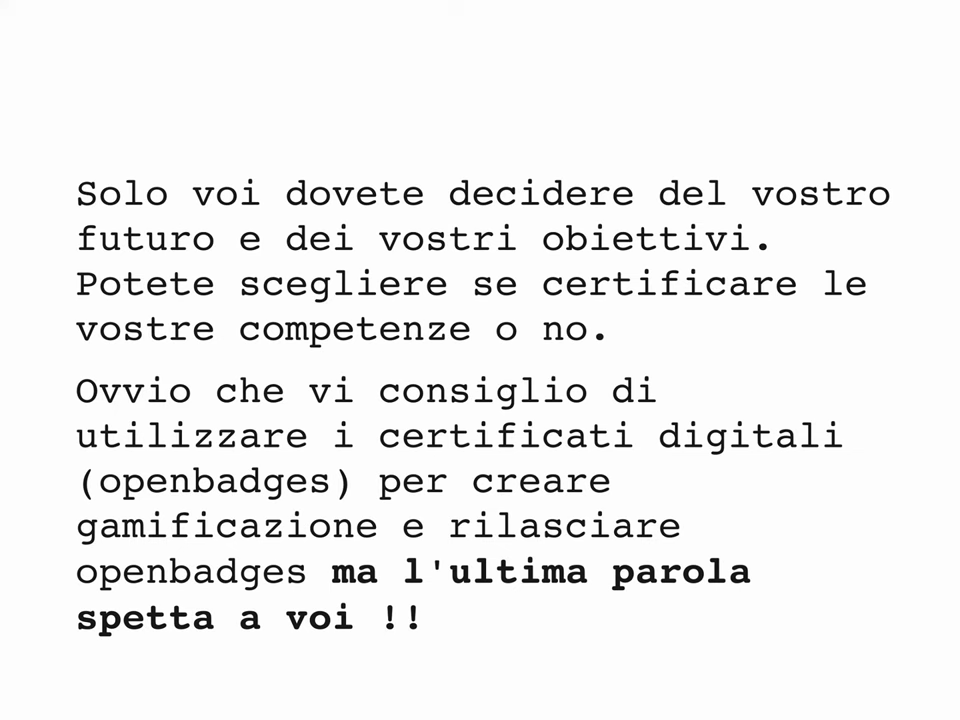 Solo voi dovete decidere del vostro
futuro e dei vostri obiettivi.
Potete scegliere se certificare le
vostre competenze o no.
Ovvio che vi consiglio di
utilizzare i certificati digitali
(openbadges) per creare
gamificazione e rilasciare
openbadges ma l'ultima parola
spetta a voi !!